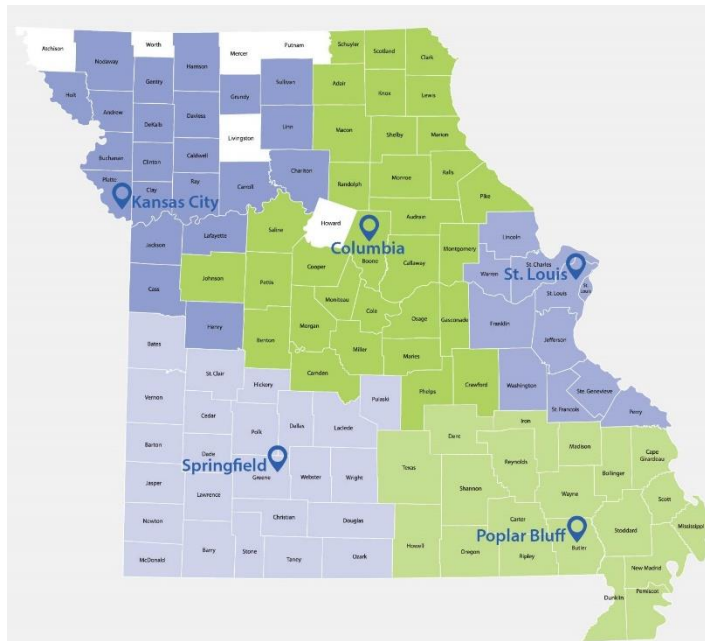 Atchison
Nodaway
Worth
Harrison
Mercer
Putnam
Schuyler
Scotland
Clark
Holt
Gentry
Grundy
Sullivan
Adair
Knox
Lewis
Andrew
DeKalb
Daviess
Livingston
Linn
Macon
Shelby
Marion
Buchanan
Clinton
Caldwell
Chariton
Platte
Clay
Ray
Carroll
Randolph
Monroe
Ralls
Pike
Kansas City
Jackson
Lafayette
Saline
Howard
Columbia
Boone
Audrain
Callaway
Montgomery
Lincoln
Warren
St. Charles
St. Louis
St. Louis
St. Louis
Cass
Johnson
Pettis
Cooper
Moniteau
Cole
Osage
Gasconade
Franklin
Jefferson
Bates
Henry
Benton
Morgan
Miller
Maries
Vernon
St. Clair
Hickory
Camden
Pulaski
Phelps
Crawford
Washington
St. Francois
Ste. Genevieve
Perry
Barton
Cedar
Polk
Dallas
Laclede
Dent
Iron
Madison
Cape
Girardeau
Dade
Springfield
Greene
Webster
Wright
Texas
Reynolds
Bollinger
Jasper
Lawrence
Shannon
Wayne
Scott
Newton
Christian
Douglas
Carter
Poplar Bluff
Butler
Stoddard
Mississippi
McDonald
Barry
Stone
Taney
Ozark
Howell
Oregon
Ripley
New Madrid
Dunklin
Pemiscot